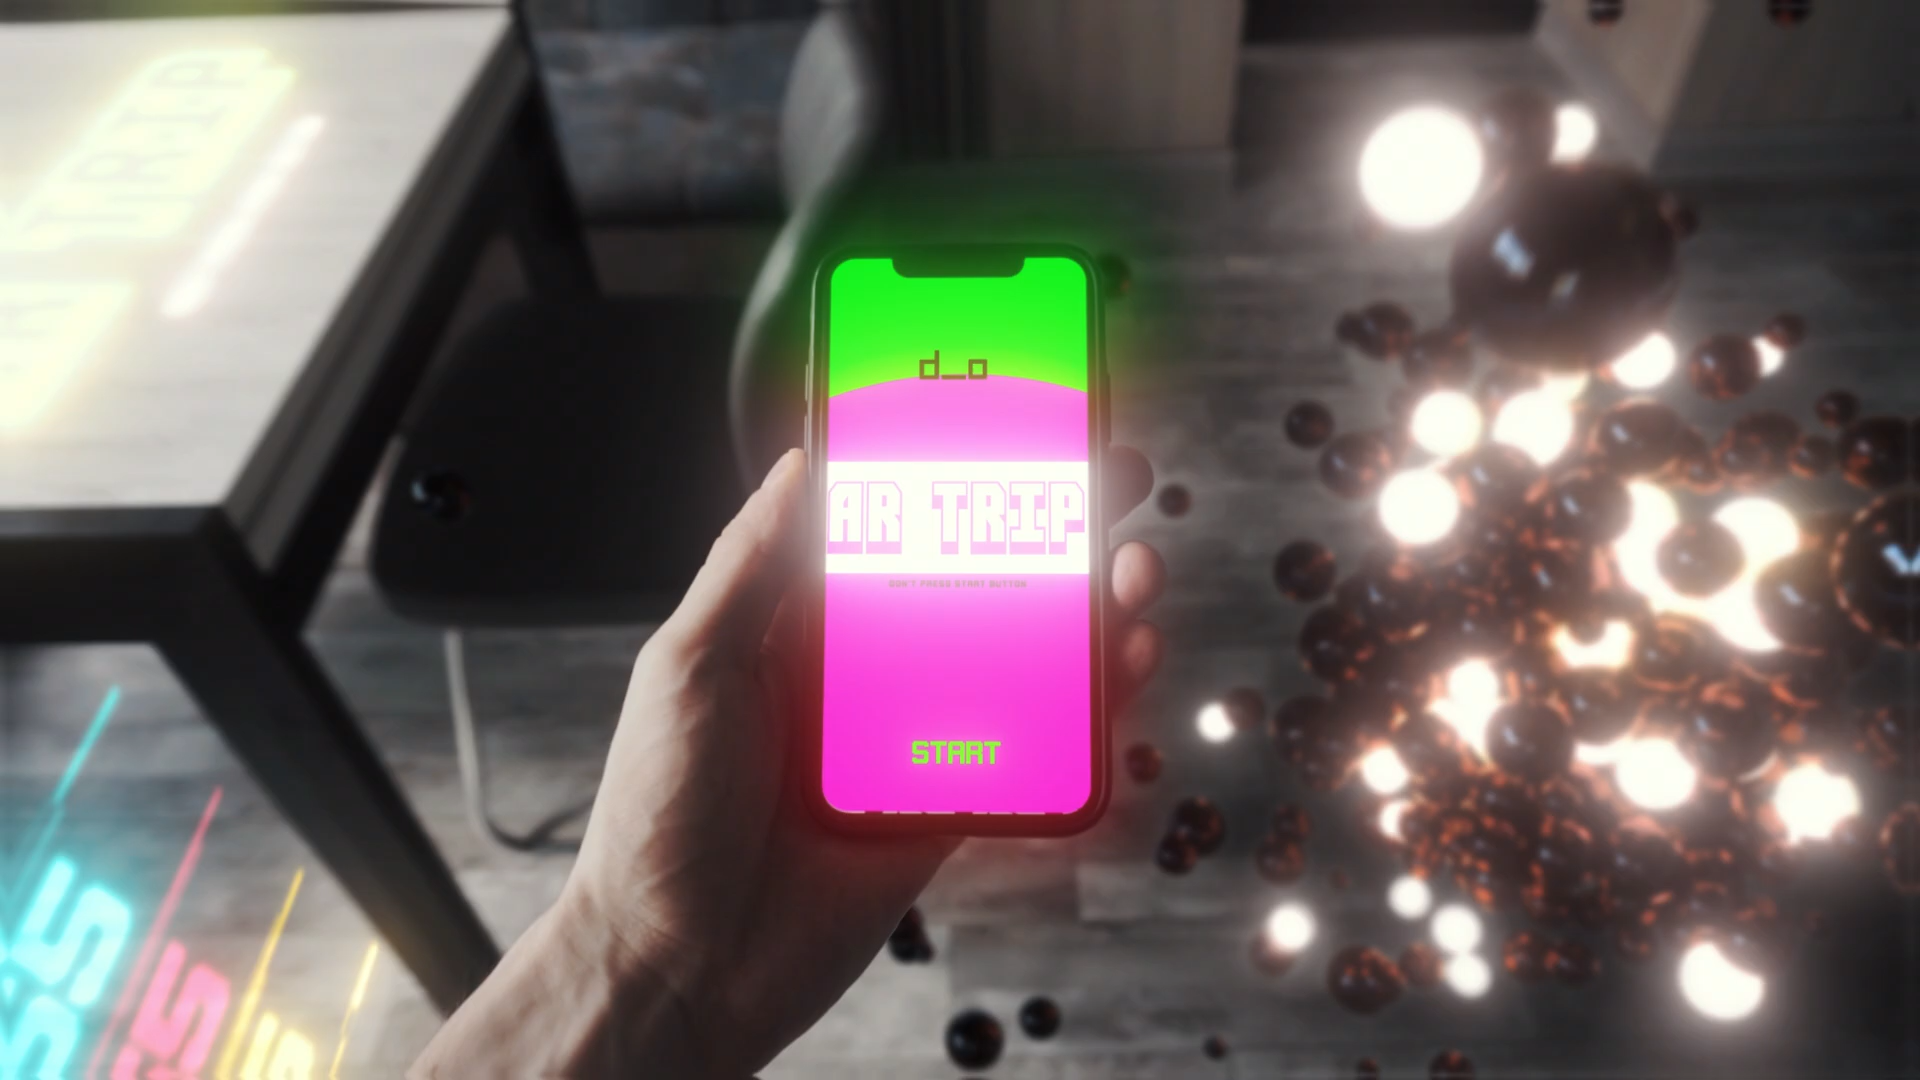 d_o
AR TRIP
DON'T PRESS START BUTTON
START